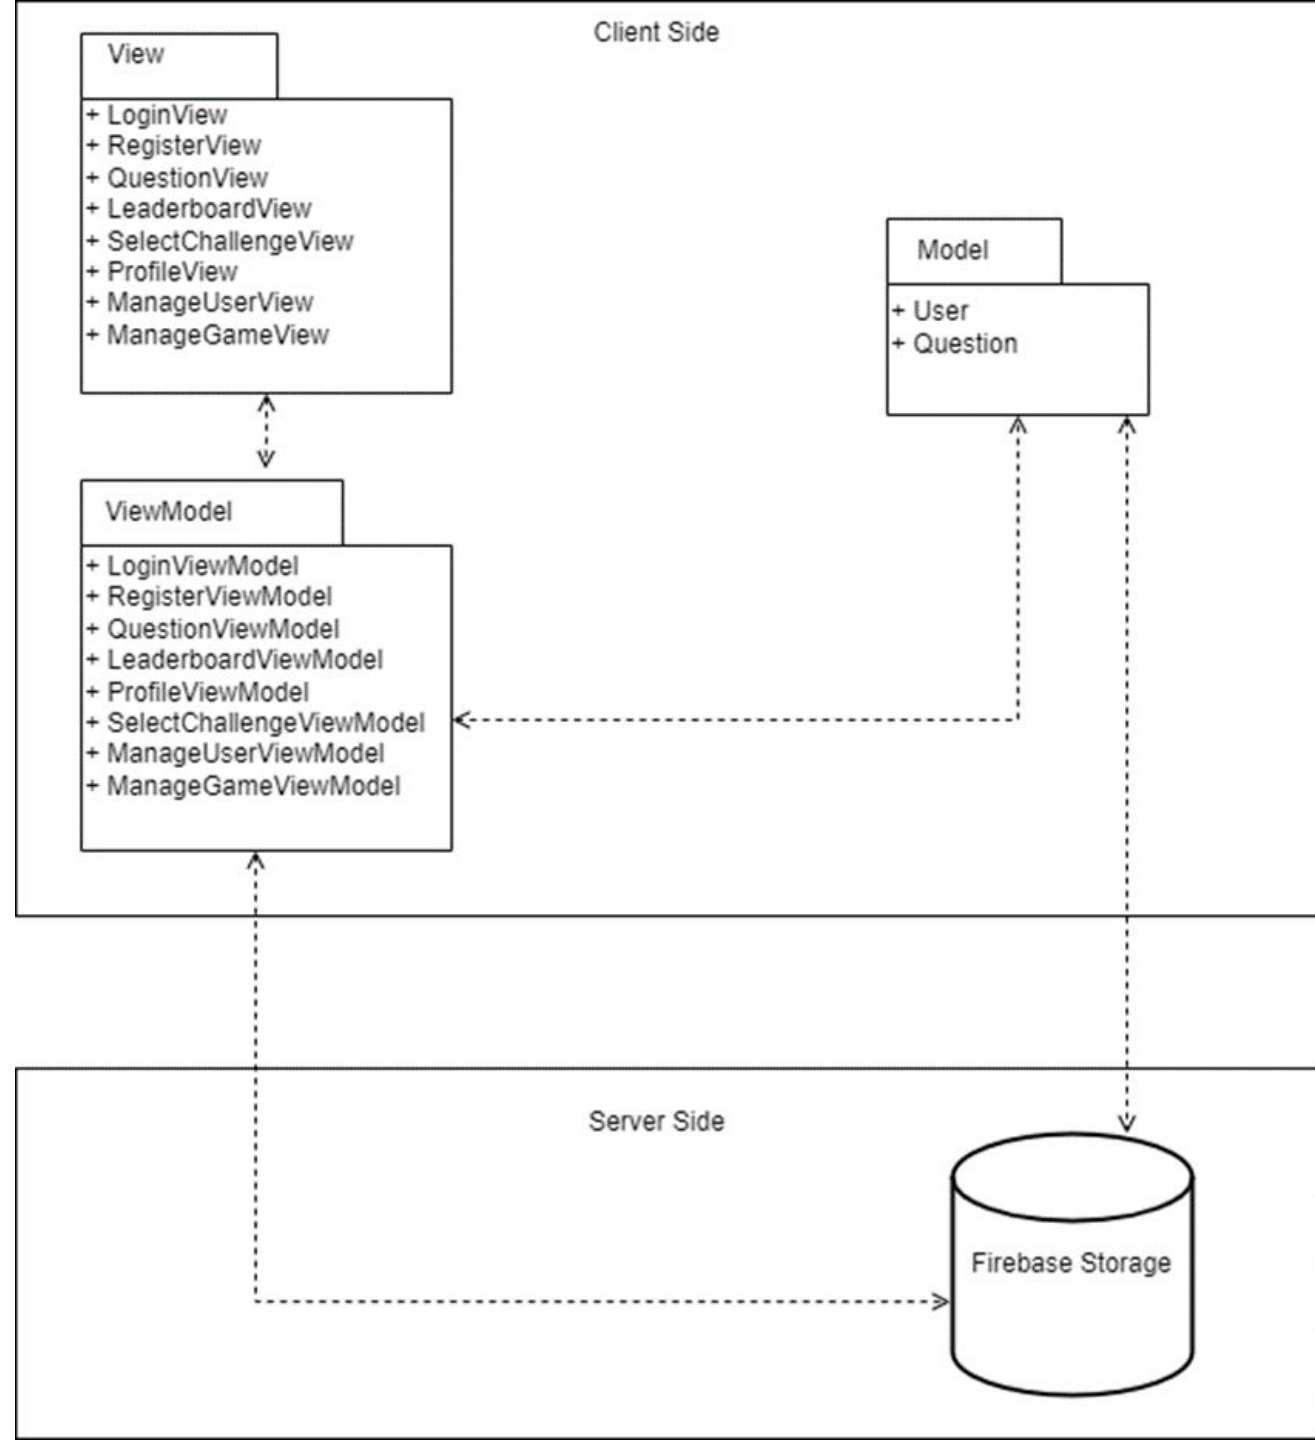 Client Side
View
+ LoginView
+ RegisterView
+ QuestionView
+ LeaderboardView
+ SelectChallengeView
+ ProfileView
+ ManageUserView
+ ManageGameView
Model
+ User
+ Question
ViewModel
+ LoginViewModel
+ RegisterViewModel
+ QuestionViewModel
+ LeaderboardViewModel
+ ProfileViewModel
+ SelectChallengeViewModel
+ ManageUserViewModel
+ ManageGameViewModel
Server Side
Firebase Storage